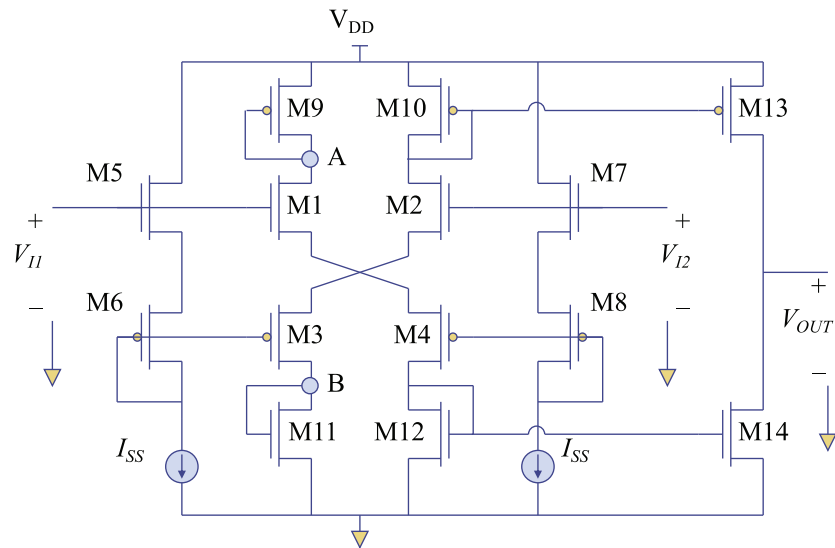 V_DD
M9
M10
M13
A
M5
M7
M1
M2
+
V_I1
−
+
V_I2
−
M6
M8
M3
M4
+
V_OUT
−
B
M11
M12
M14
I_SS
I_SS